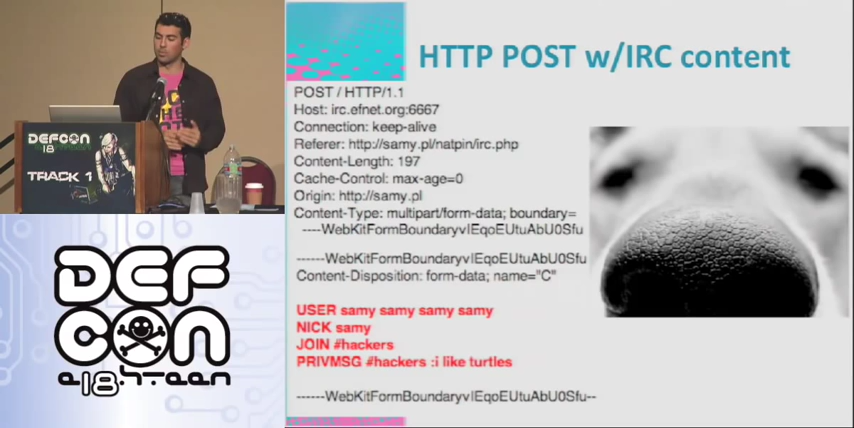 DEFCON
18
TRACK 1
DEF
CON
e18hteen
HTTP POST w/IRC content
POST / HTTP/1.1
Host: irc.efnet.org:6667
Connection: keep-alive
Referer: http://samy.pl/natpin/irc.php
Content-Length: 197
Cache-Control: max-age=0
Origin: http://samy.pl
Content-Type: multipart/form-data; boundary=
----WebKitFormBoundaryvlEqoEUtuAbU0Sfu
------WebKitFormBoundaryvlEqoEUtuAbU0Sfu
Content-Disposition: form-data; name="C"
USER samy samy samy samy
NICK samy
JOIN #hackers
PRIVMSG #hackers :i like turtles
------WebKitFormBoundaryvlEqoEUtuAbU0Sfu--